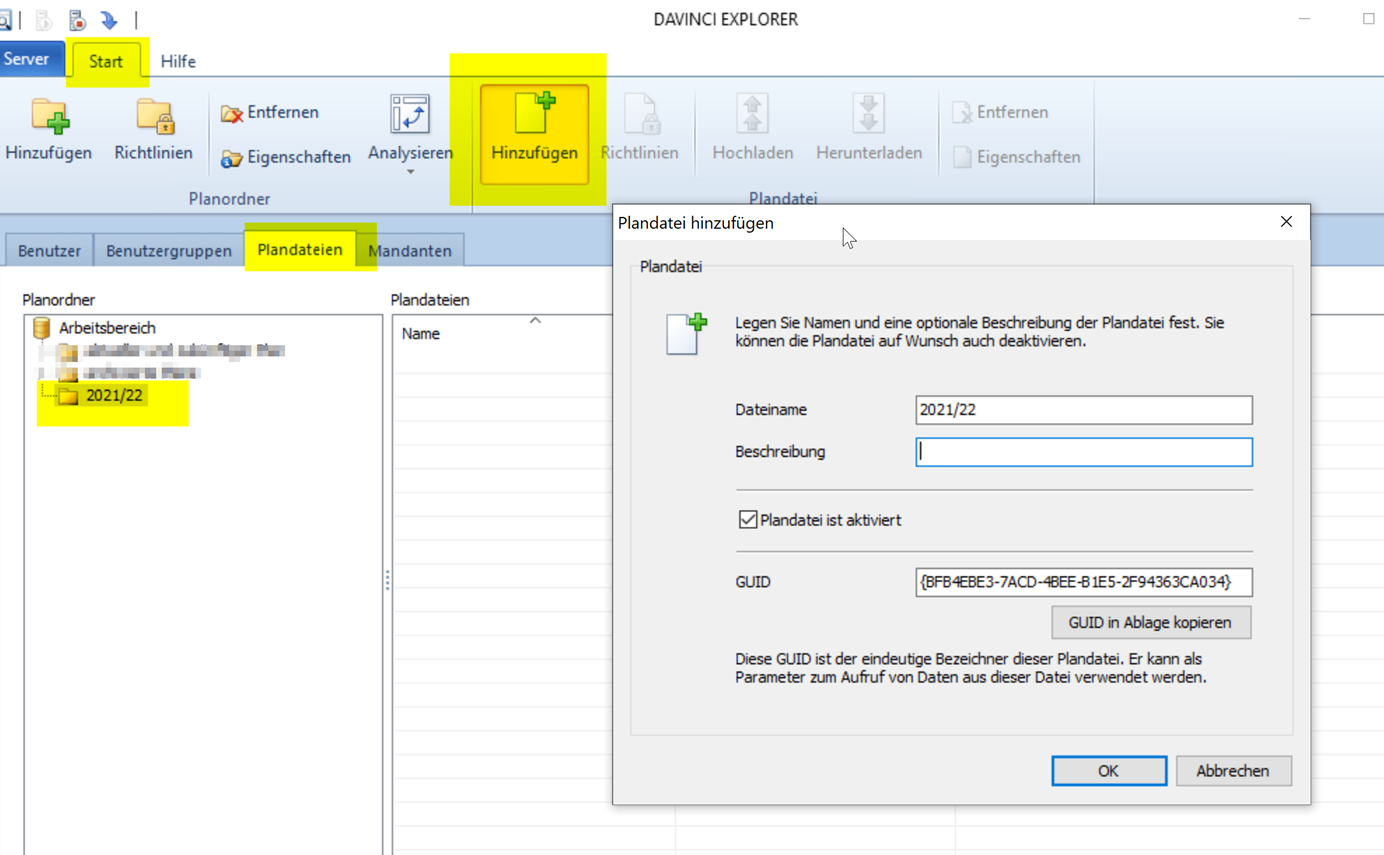 DAVINCI EXPLORER
Server
Start
Hilfe
Hinzufügen
Richtlinien
Entfernen
Eigenschaften
Analysieren
Planordner
Hinzufügen
Richtlinien
Hochladen
Herunterladen
Entfernen
Eigenschaften
Plandatei
Benutzer
Benutzergruppen
Plandateien
Mandanten
Planordner
Arbeitsbereich
2021/22
Plandateien
Name
Plandatei hinzufügen
Plandatei
Legen Sie Namen und eine optionale Beschreibung der Plandatei fest. Sie
können die Plandatei auf Wunsch auch deaktivieren.
Dateiname
2021/22
Beschreibung
Plandatei ist aktiviert
GUID
{BFB4EBE3-7ACD-4BEE-B1E5-2F94363CA034}
GUID in Ablage kopieren
Diese GUID ist der eindeutige Bezeichner dieser Plandatei. Er kann als
Parameter zum Aufruf von Daten aus dieser Datei verwendet werden.
OK
Abbrechen